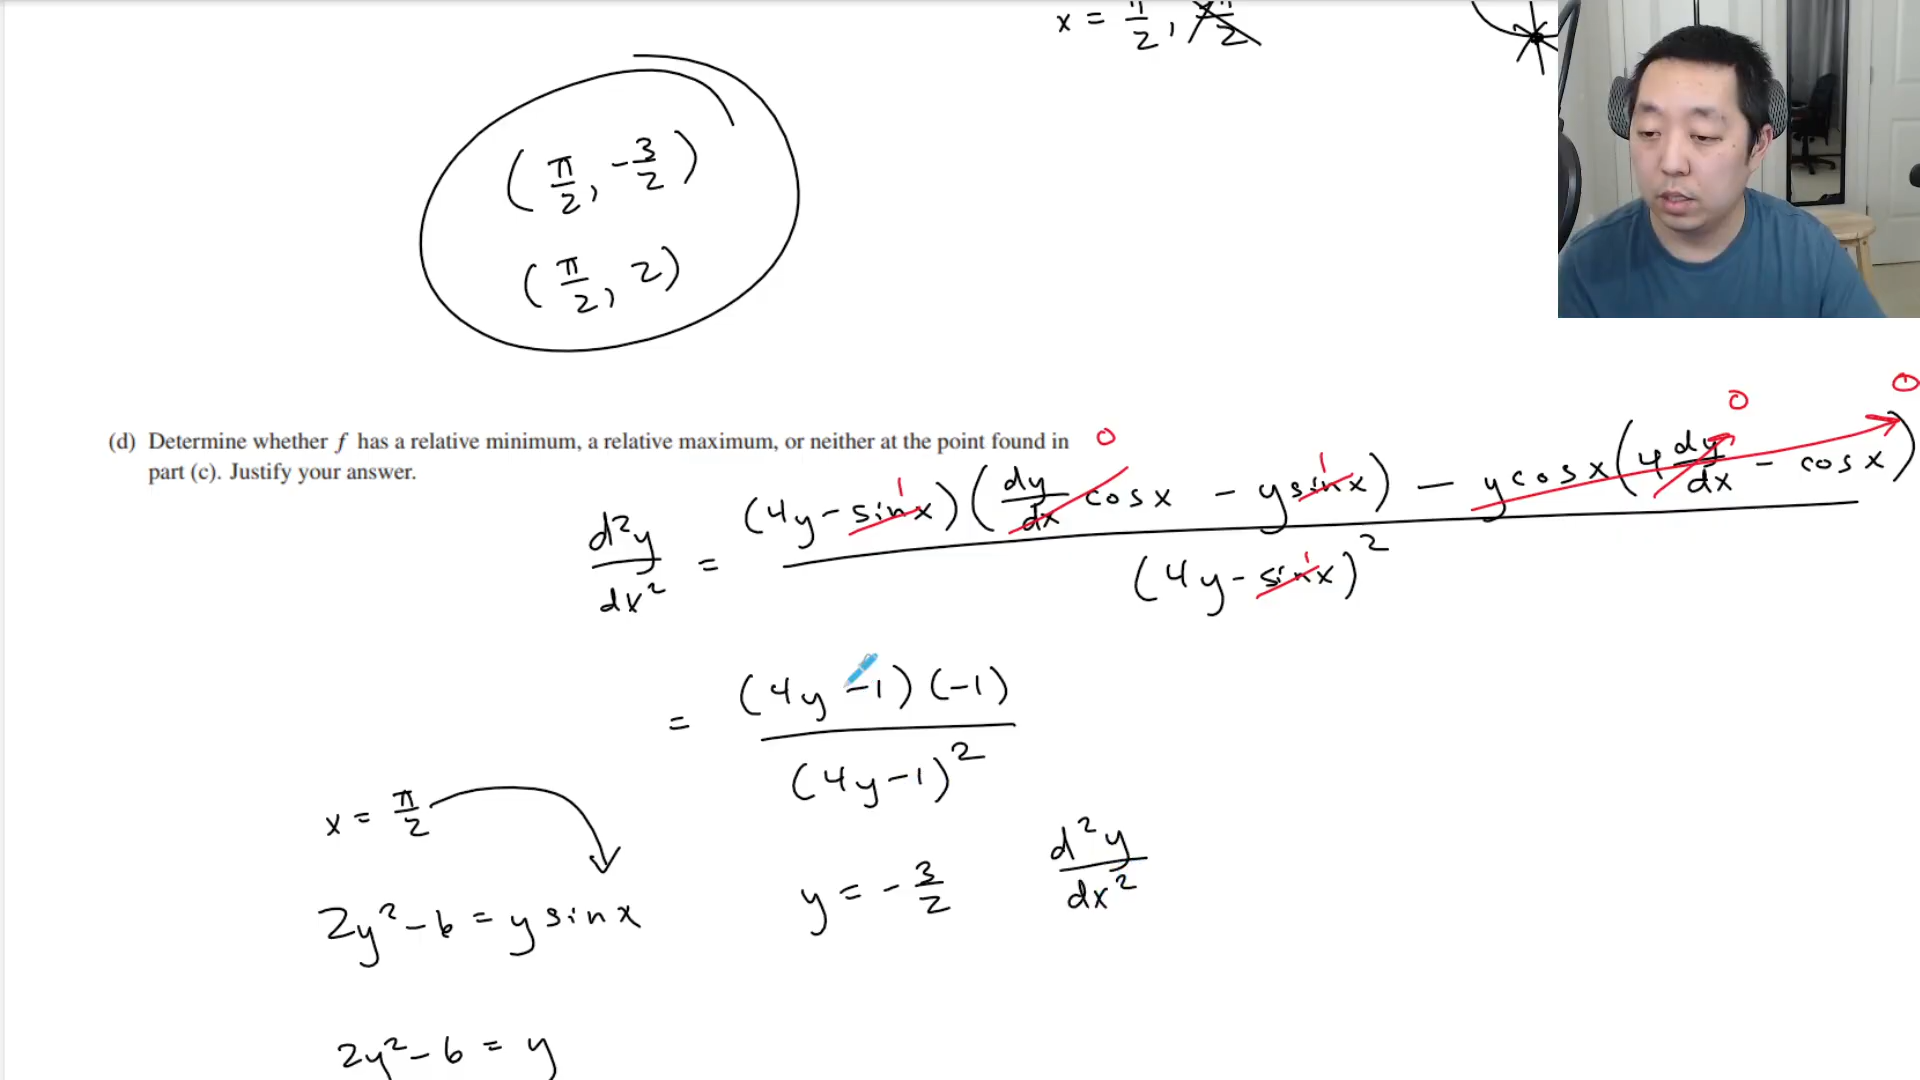 x = π/2, 
(π/2, -3/2)
(π/2, 2)
(d) Determine whether f has a relative minimum, a relative maximum, or neither at the point found in
part (c). Justify your answer.
0 0 0
1 1
d²y/dx² = ((4y - sin x)(dy/dx cos x - y sin x) - y cos x (4 dy/dx - cos x)) / (4y - sin x)²
1
= (4y - 1)(-1) / (4y - 1)²
x = π/2
2y² - 6 = y sin x
y = -3/2 d²y/dx²
2y² - 6 = y